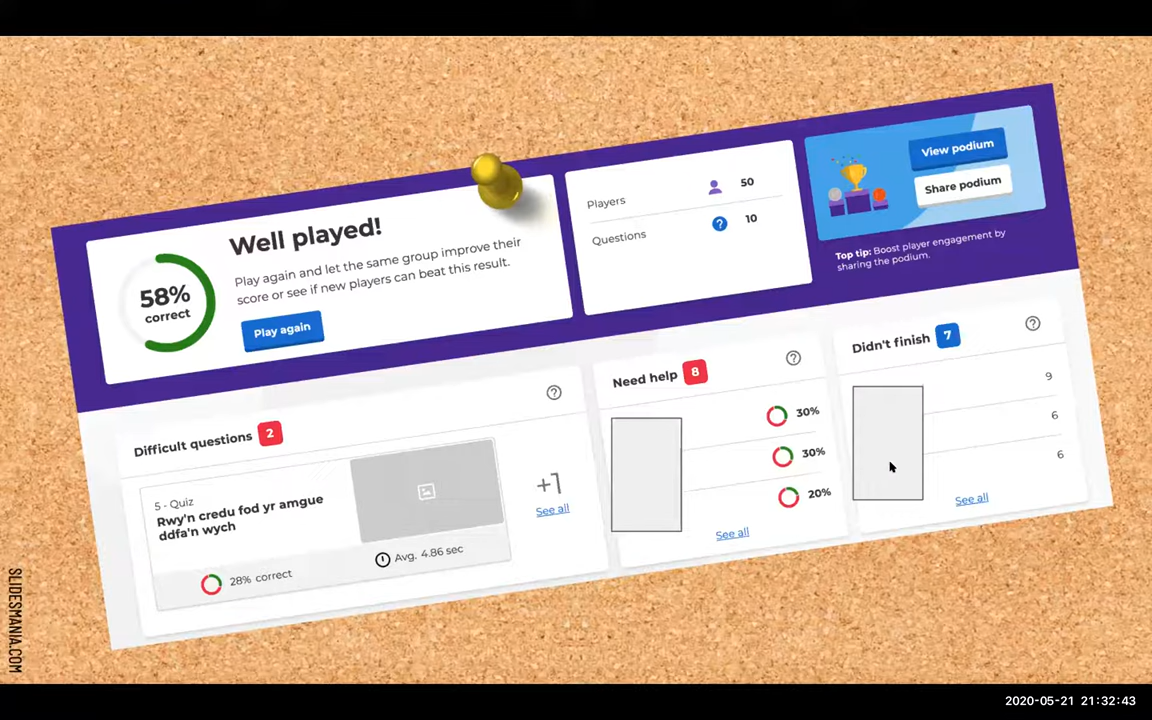 Well played!
58%
correct
Play again and let the same group improve their
score or see if new players can beat this result.
Play again
Players 50
Questions ? 10
View podium
Share podium
Top tip: Boost player engagement by
sharing the podium.
Difficult questions 2 ?
5 - Quiz
Rwy'n credu fod yr amgue
ddfa'n wych
28% correct
Avg. 4.86 sec
+1
See all
Need help 8 ?
30%
30%
20%
See all
Didn't finish 7 ?
9
6
6
See all
SLIDESMANIA.COM
2020-05-21 21:32:43